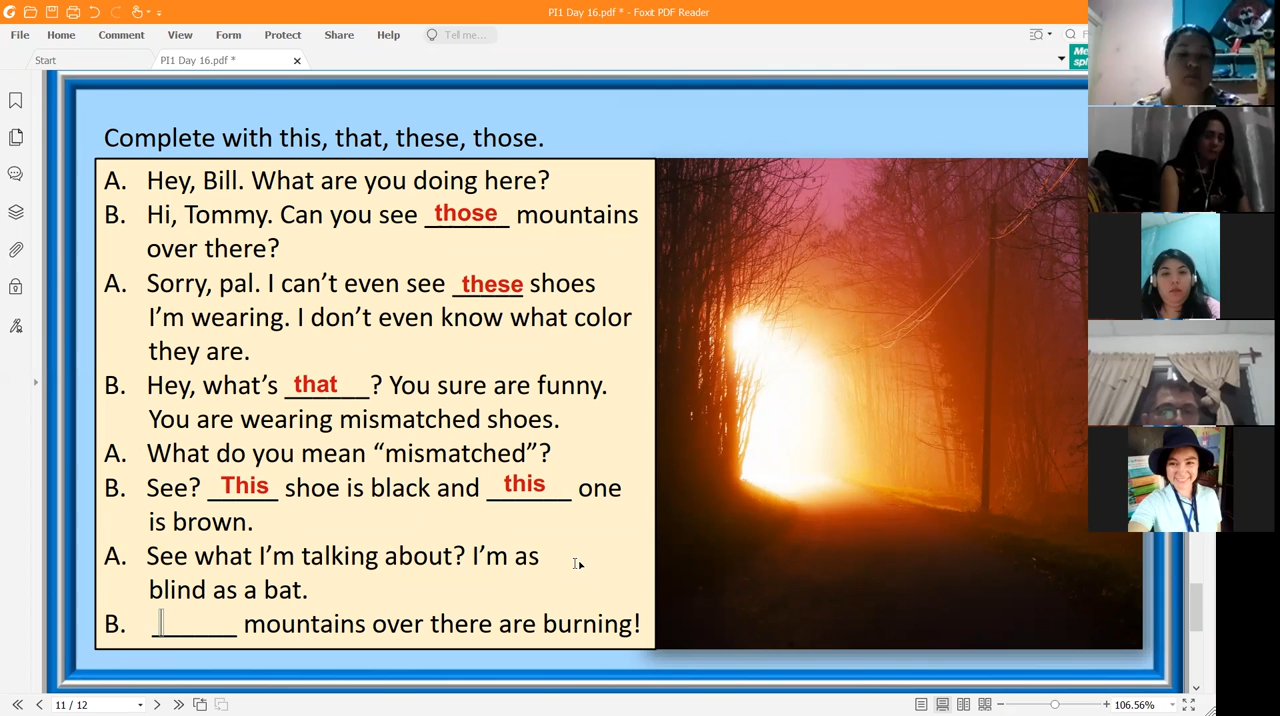 PI1 Day 16.pdf * - Foxit PDF Reader
File Home Comment View Form Protect Share Help Tell me...
Start PI1 Day 16.pdf *
Complete with this, that, these, those.
A. Hey, Bill. What are you doing here?
B. Hi, Tommy. Can you see those mountains
over there?
A. Sorry, pal. I can’t even see these shoes
I’m wearing. I don’t even know what color
they are.
B. Hey, what’s that ? You sure are funny.
You are wearing mismatched shoes.
A. What do you mean “mismatched”?
B. See? This shoe is black and this one
is brown.
A. See what I’m talking about? I’m as
blind as a bat.
B. ______ mountains over there are burning!
11 / 12
106.56%